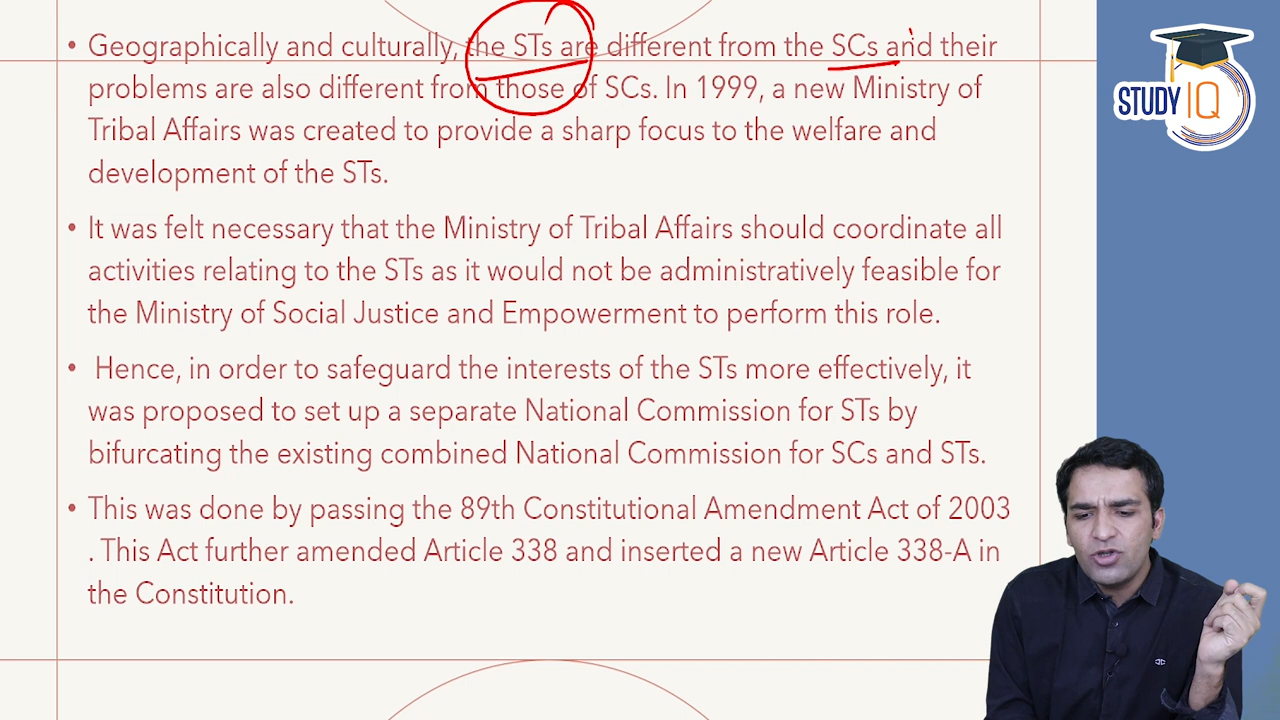 • Geographically and culturally, the STs are different from the SCs and their
problems are also different from those of SCs. In 1999, a new Ministry of
Tribal Affairs was created to provide a sharp focus to the welfare and
development of the STs.
• It was felt necessary that the Ministry of Tribal Affairs should coordinate all
activities relating to the STs as it would not be administratively feasible for
the Ministry of Social Justice and Empowerment to perform this role.
• Hence, in order to safeguard the interests of the STs more effectively, it
was proposed to set up a separate National Commission for STs by
bifurcating the existing combined National Commission for SCs and STs.
• This was done by passing the 89th Constitutional Amendment Act of 2003
. This Act further amended Article 338 and inserted a new Article 338-A in
the Constitution.
STUDY IQ